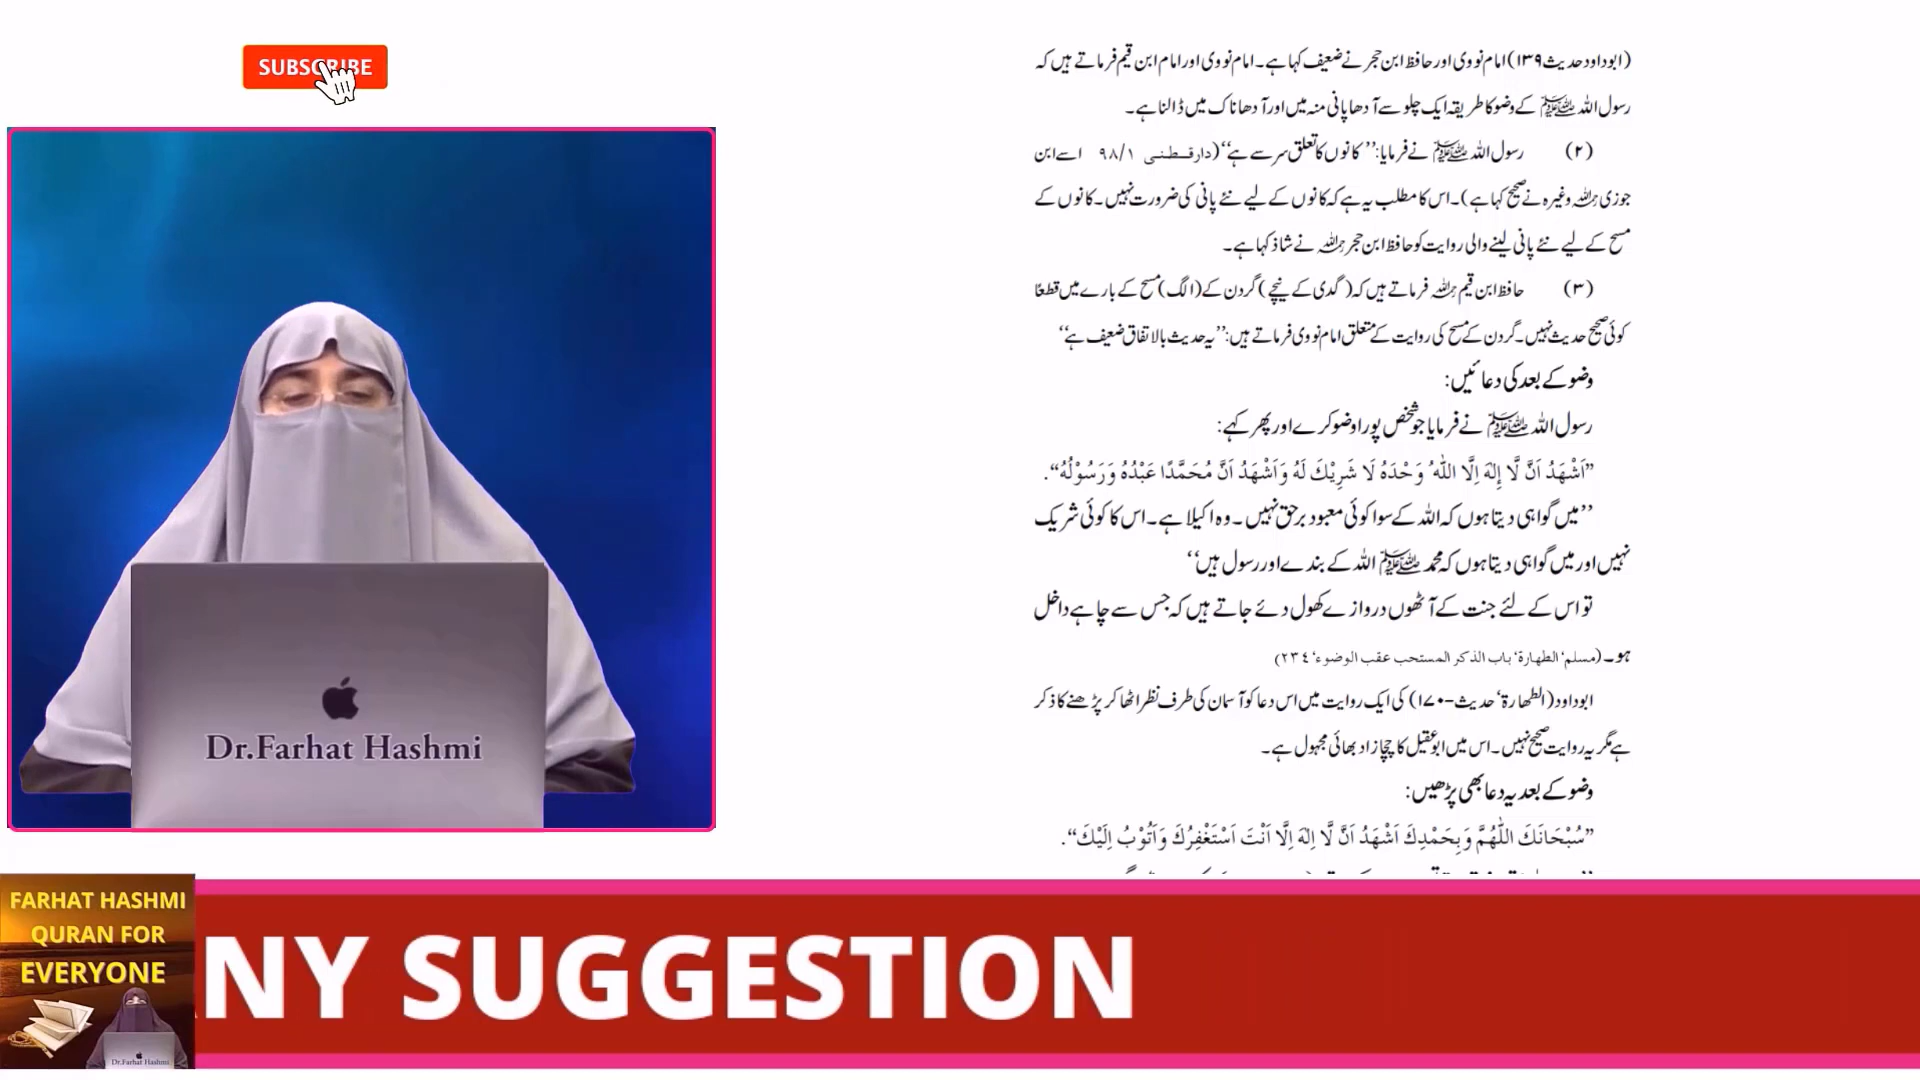 SUBSCRIBE
(ابوداود حدیث ۱۳۹) امام نووی اور حافظ ابن حجر نے ضعیف کہا ہے۔ امام نووی اور امام ابن قیم فرماتے ہیں کہ
رسول اللہ ﷺ کے وضو کا طریقہ ایک چلو سے آدھا پانی منہ میں اور آدھا ناک میں ڈالنا ہے۔
(۲) رسول اللہ ﷺ نے فرمایا: ’’کانوں کا تعلق سر سے ہے‘‘ (دارقطنی ۹۸/۱ اسے ابن
جوزی رحمہ اللہ وغیرہ نے صحیح کہا ہے)۔ اس کا مطلب یہ ہے کہ کانوں کے لیے نئے پانی کی ضرورت نہیں۔ کانوں کے
مسح کے لیے نئے پانی لینے والی روایت کو حافظ ابن حجر رحمہ اللہ نے شاذ کہا ہے۔
(۳) حافظ ابن قیم رحمہ اللہ فرماتے ہیں کہ (گدی کے نیچے) گردن کے (الگ) مسح کے بارے میں قطعًا
کوئی صحیح حدیث نہیں۔ گردن کے مسح کی روایت کے متعلق امام نووی فرماتے ہیں: ’’یہ حدیث بالاتفاق ضعیف ہے‘‘
وضو کے بعد کی دعائیں:
رسول اللہ ﷺ نے فرمایا جو شخص پورا وضو کرے اور پھر کہے:
”اَشْهَدُ اَنَّ لَّا إِلٰهَ اِلَّا اللّٰهُ وَحْدَهُ لَا شَرِيْكَ لَهُ وَاَشْهَدُ اَنَّ مُحَمَّدًا عَبْدُهُ وَرَسُوْلُهُ“.
’’میں گواہی دیتا ہوں کہ اللہ کے سوا کوئی معبود برحق نہیں۔ وہ اکیلا ہے۔ اس کا کوئی شریک
نہیں اور میں گواہی دیتا ہوں کہ محمد ﷺ اللہ کے بندے اور رسول ہیں‘‘
تو اس کے لئے جنت کے آٹھوں دروازے کھول دئے جاتے ہیں کہ جس سے چاہے داخل
ہو۔ (مسلم‘ الطهارة‘ باب الذكر المستحب عقب الوضوء‘ ٢٣٤)
ابوداود (الطهارة‘ حدیث-۱۷۰) کی ایک روایت میں اس دعا کو آسمان کی طرف نظر اٹھا کر پڑھنے کا ذکر
ہے مگر یہ روایت صحیح نہیں۔ اس میں ابوعقیل کا چچازاد بھائی مجہول ہے۔
وضو کے بعد یہ دعا بھی پڑھیں:
”سُبْحَانَكَ اللّٰهُمَّ وَبِحَمْدِكَ اَشْهَدُ اَنَّ لَّا اِلٰهَ اِلَّا اَنْتَ اَسْتَغْفِرُكَ وَاَتُوْبُ اِلَيْكَ“.
Dr.Farhat Hashmi
FARHAT HASHMI
QURAN FOR
EVERYONE
Dr.Farhat Hashmi
NY SUGGESTION